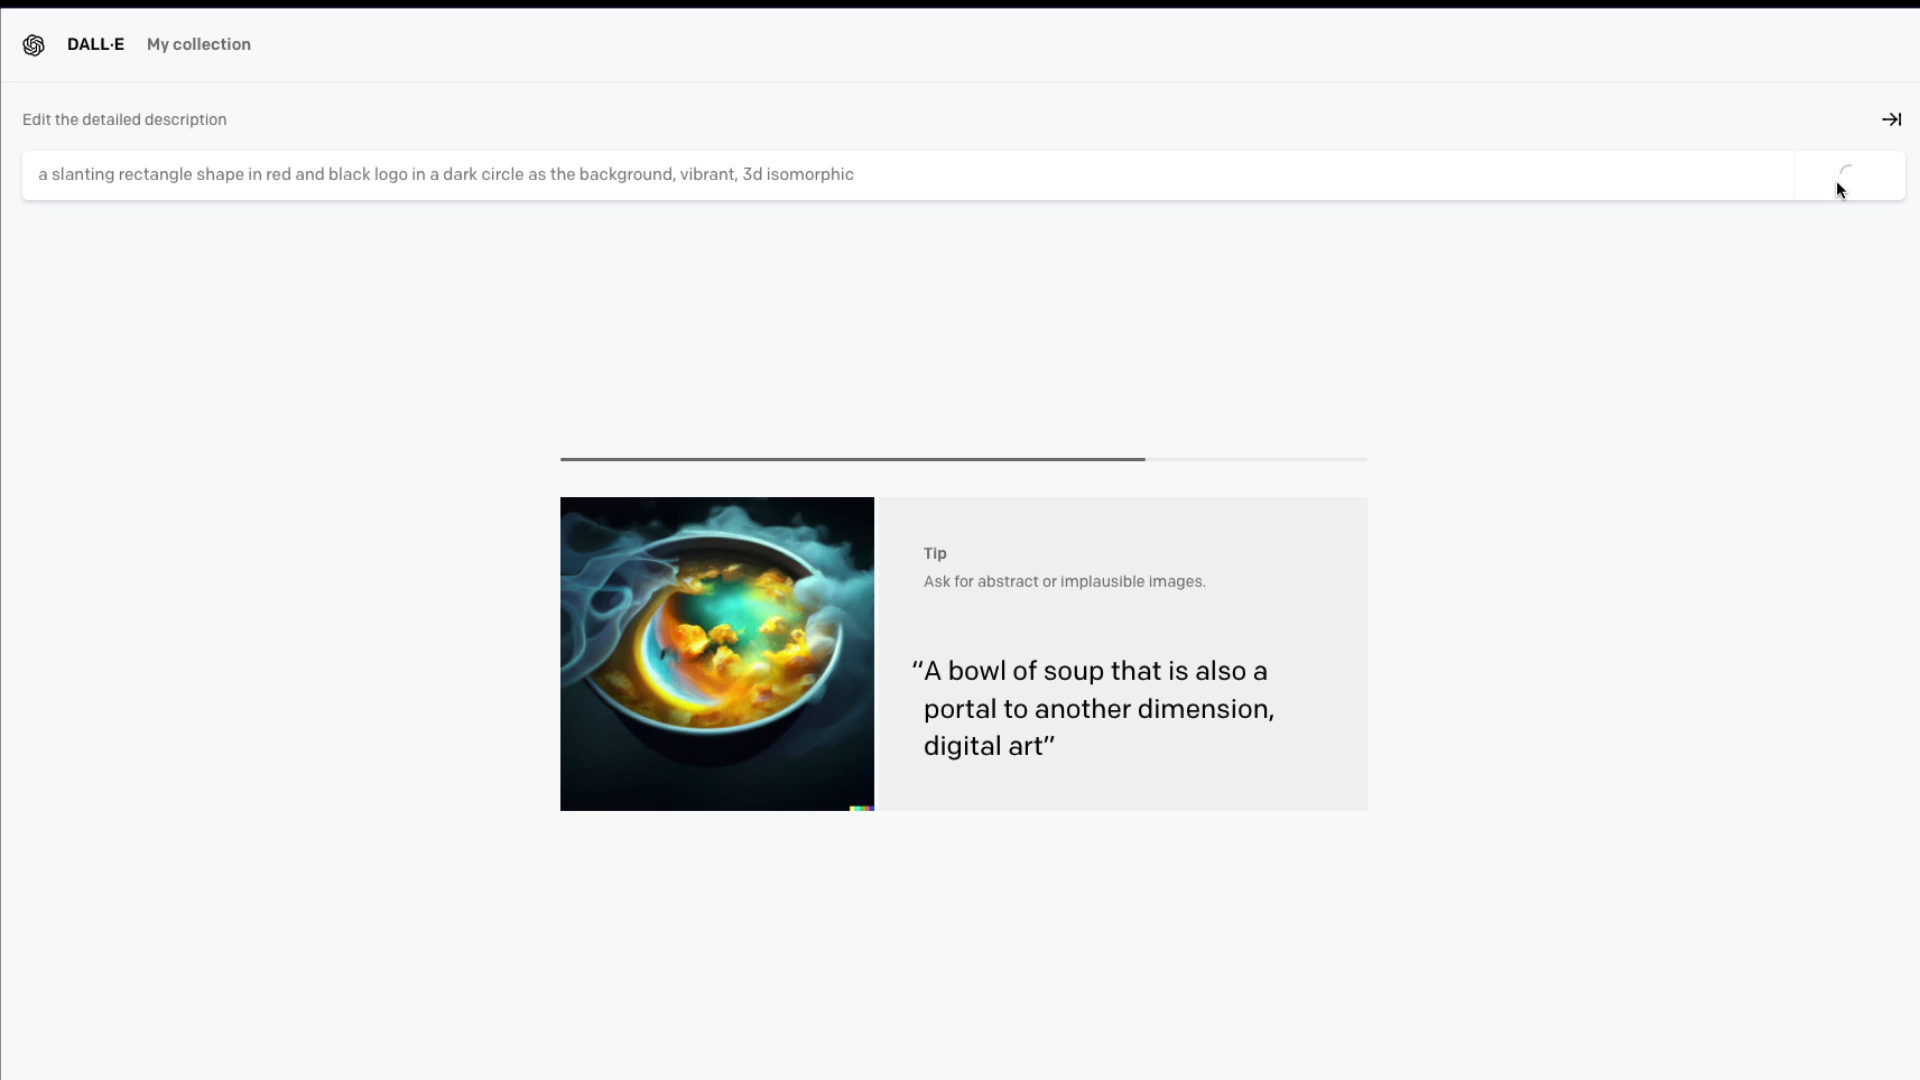 DALL·E My collection
Edit the detailed description
a slanting rectangle shape in red and black logo in a dark circle as the background, vibrant, 3d isomorphic
Tip
Ask for abstract or implausible images.
“A bowl of soup that is also a
portal to another dimension,
digital art”